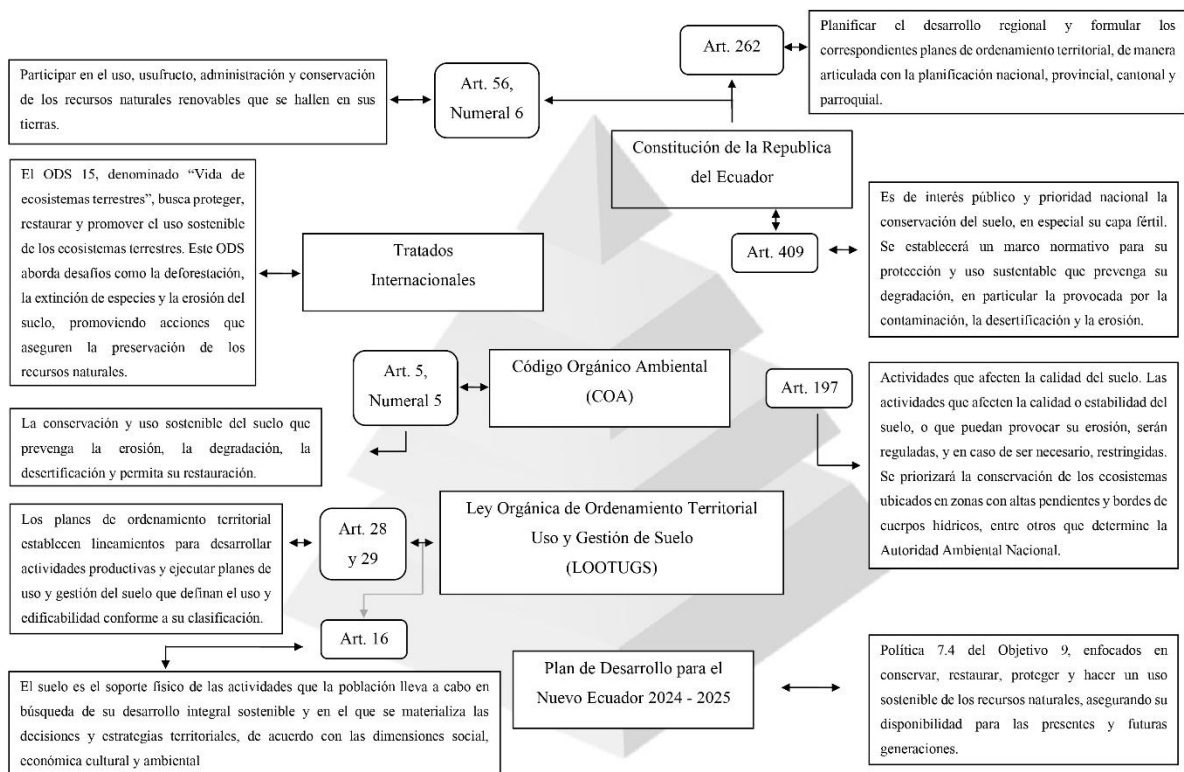 Art. 262
Planificar el desarrollo regional y formular los
correspondientes planes de ordenamiento territorial, de manera
articulada con la planificación nacional, provincial, cantonal y
parroquial.
Participar en el uso, usufructo, administración y conservación
de los recursos naturales renovables que se hallen en sus
tierras.
Art. 56,
Numeral 6
Constitución de la Republica
del Ecuador
El ODS 15, denominado “Vida de
ecosistemas terrestres”, busca proteger,
restaurar y promover el uso sostenible
de los ecosistemas terrestres. Este ODS
aborda desafíos como la deforestación,
la extinción de especies y la erosión del
suelo, promoviendo acciones que
aseguren la preservación de los
recursos naturales.
Tratados
Internacionales
Art. 409
Es de interés público y prioridad nacional la
conservación del suelo, en especial su capa fértil.
Se establecerá un marco normativo para su
protección y uso sustentable que prevenga su
degradación, en particular la provocada por la
contaminación, la desertificación y la erosión.
Art. 5,
Numeral 5
Código Orgánico Ambiental
(COA)
Art. 197
Actividades que afecten la calidad del suelo. Las
actividades que afecten la calidad o estabilidad del
suelo, o que puedan provocar su erosión, serán
reguladas, y en caso de ser necesario, restringidas.
Se priorizará la conservación de los ecosistemas
ubicados en zonas con altas pendientes y bordes de
cuerpos hídricos, entre otros que determine la
Autoridad Ambiental Nacional.
La conservación y uso sostenible del suelo que
prevenga la erosión, la degradación, la
desertificación y permita su restauración.
Los planes de ordenamiento territorial
establecen lineamientos para desarrollar
actividades productivas y ejecutar planes de
uso y gestión del suelo que definan el uso y
edificabilidad conforme a su clasificación.
Art. 28
y 29
Ley Orgánica de Ordenamiento Territorial
Uso y Gestión de Suelo
(LOOTUGS)
Art. 16
El suelo es el soporte físico de las actividades que la población lleva a cabo en
búsqueda de su desarrollo integral sostenible y en el que se materializa las
decisiones y estrategias territoriales, de acuerdo con las dimensiones social,
económica cultural y ambiental
Plan de Desarrollo para el
Nuevo Ecuador 2024 - 2025
Política 7.4 del Objetivo 9, enfocados en
conservar, restaurar, proteger y hacer un uso
sostenible de los recursos naturales, asegurando su
disponibilidad para las presentes y futuras
generaciones.